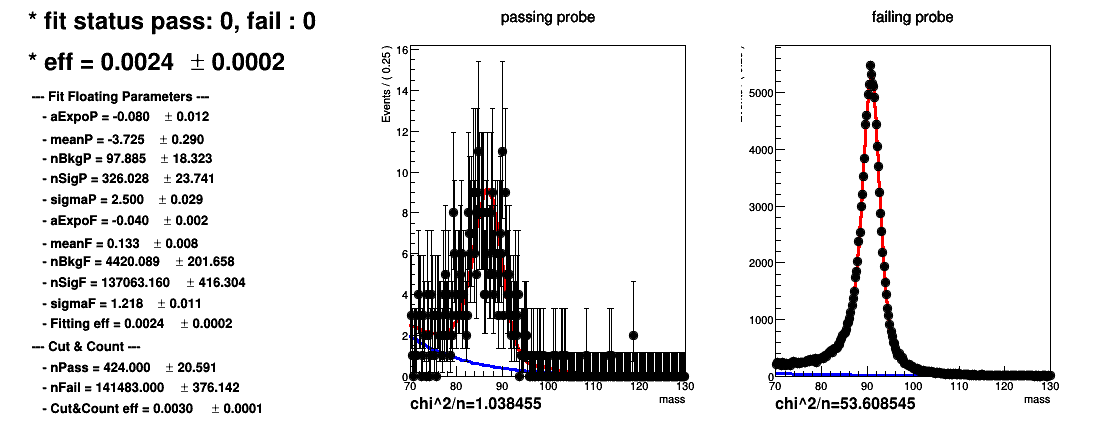 * fit status pass: 0, fail : 0
* eff = 0.0024 ± 0.0002
--- Fit Floating Parameters ---
- aExpoP = -0.080 ± 0.012
- meanP = -3.725 ± 0.290
- nBkgP = 97.885 ± 18.323
- nSigP = 326.028 ± 23.741
- sigmaP = 2.500 ± 0.029
- aExpoF = -0.040 ± 0.002
- meanF = 0.133 ± 0.008
- nBkgF = 4420.089 ± 201.658
- nSigF = 137063.160 ± 416.304
- sigmaF = 1.218 ± 0.011
- Fitting eff = 0.0024 ± 0.0002
--- Cut & Count ---
- nPass = 424.000 ± 20.591
- nFail = 141483.000 ± 376.142
- Cut&Count eff = 0.0030 ± 0.0001
passing probe
Events / ( 0.25 )
16
14
12
10
8
6
4
2
0
70 80 90 100 110 120 130
mass
chi^2/n=1.038455
failing probe
5000
4000
3000
2000
1000
0
70 80 90 100 110 120 130
mass
chi^2/n=53.608545